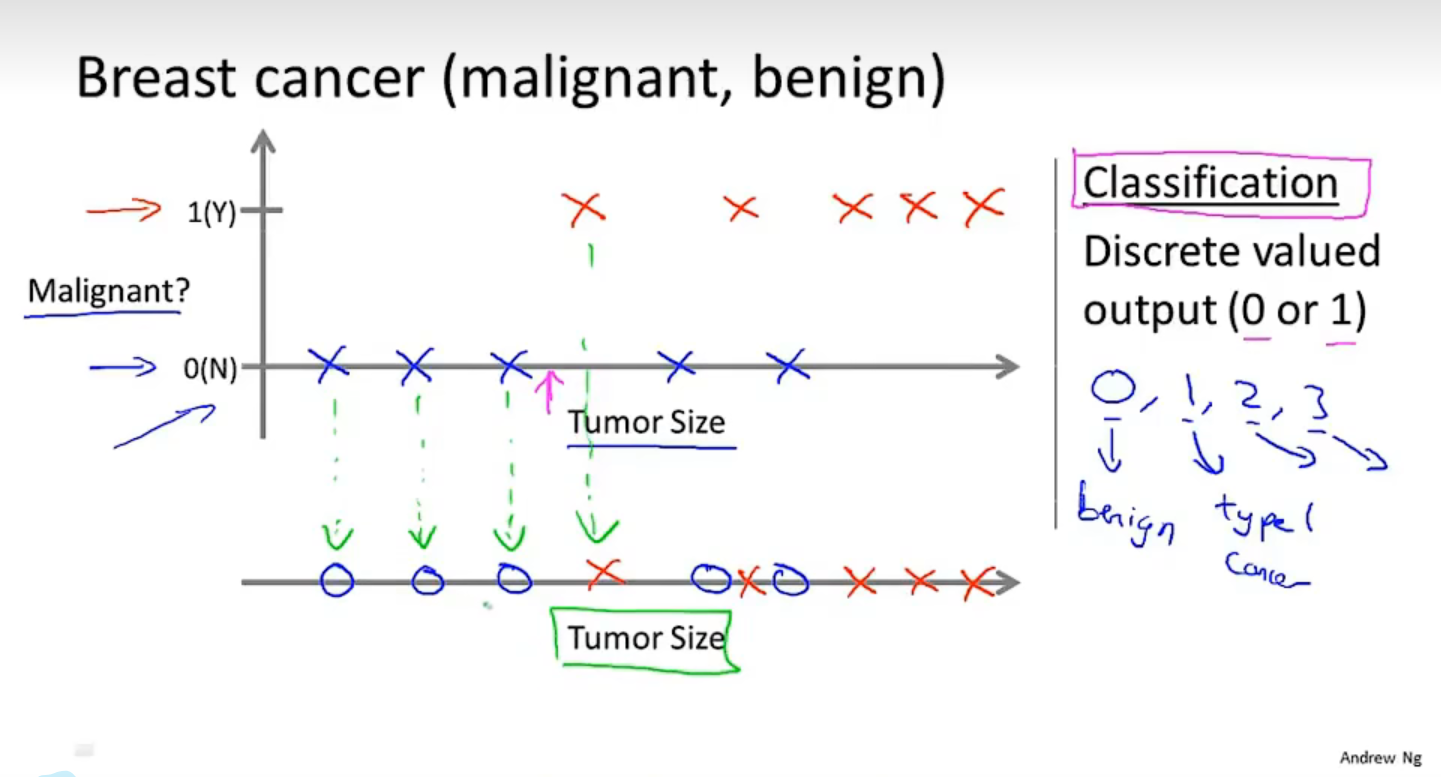 Breast cancer (malignant, benign)
1(Y)
Malignant?
0(N)
Tumor Size
Tumor Size
Classification
Discrete valued
output (0 or 1)
0, 1, 2, 3
benign type 1
cancer
Andrew Ng